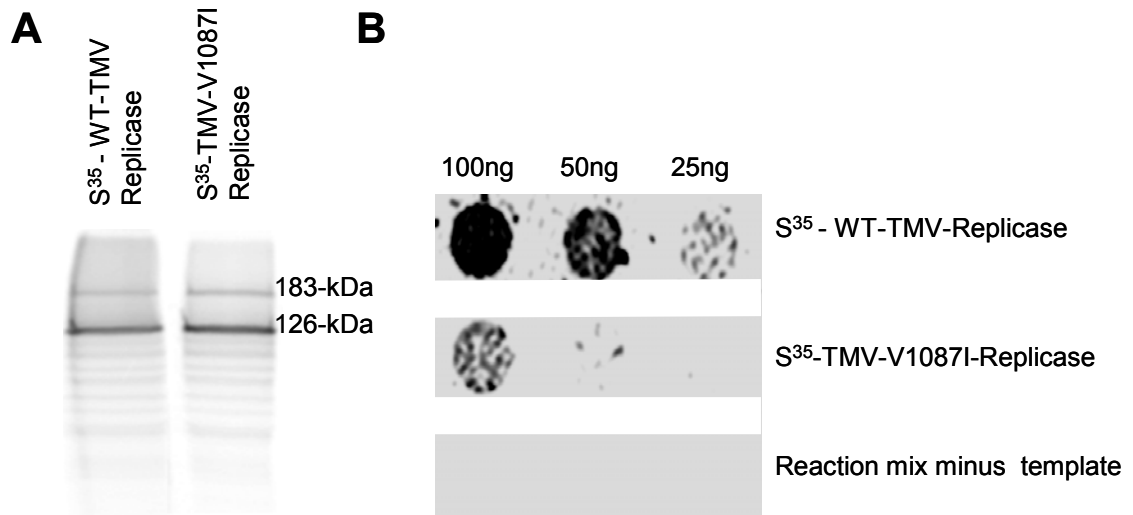 A
B
S35 - WT-TMV
Replicase
S35-TMV-V1087I
Replicase
183-kDa
126-kDa
100ng 50ng 25ng
S35 - WT-TMV-Replicase
S35-TMV-V1087I-Replicase
Reaction mix minus template